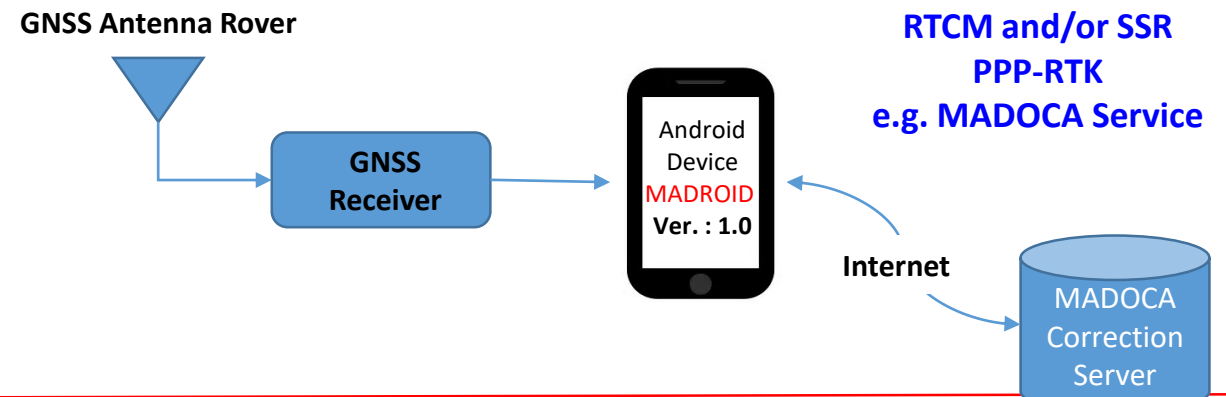 GNSS Antenna Rover
RTCM and/or SSR
PPP-RTK
e.g. MADOCA Service
GNSS
Receiver
Android
Device
MADROID
Ver. : 1.0
Internet
MADOCA
Correction
Server